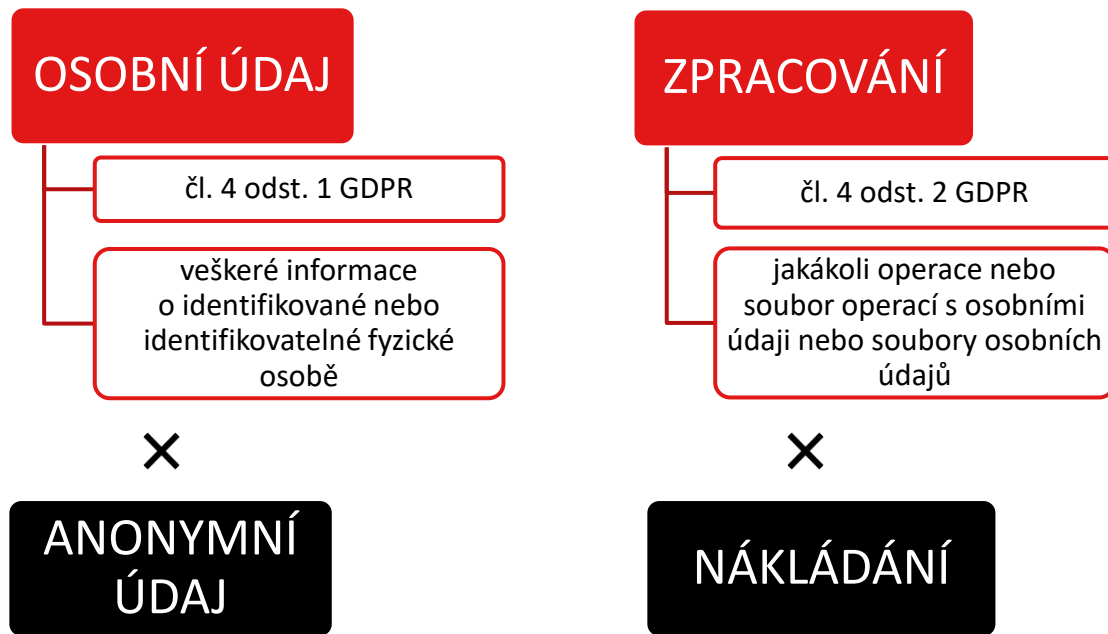 OSOBNÍ ÚDAJ
čl. 4 odst. 1 GDPR
veškeré informace
o identifikované nebo
identifikovatelné fyzické
osobě
×
ANONYMNÍ
ÚDAJ
ZPRACOVÁNÍ
čl. 4 odst. 2 GDPR
jakákoli operace nebo
soubor operací s osobními
údaji nebo soubory osobních
údajů
×
NÁKLÁDÁNÍ